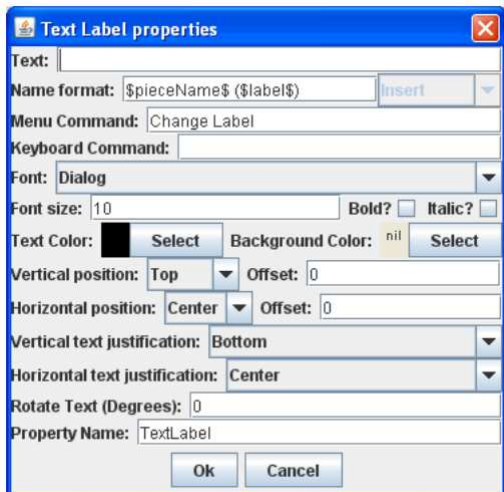 Text Label properties
Text:
Name format: $pieceName$ ($label$) Insert
Menu Command: Change Label
Keyboard Command:
Font: Dialog
Font size: 10 Bold? Italic?
Text Color: Select Background Color: nil Select
Vertical position: Top Offset: 0
Horizontal position: Center Offset: 0
Vertical text justification: Bottom
Horizontal text justification: Center
Rotate Text (Degrees): 0
Property Name: TextLabel
Ok Cancel